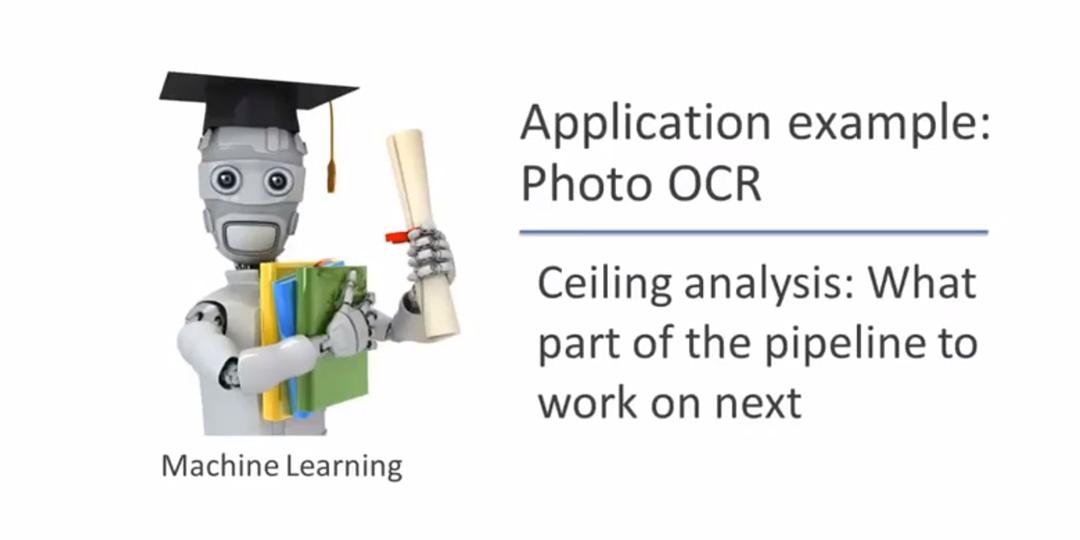 Application example:
Photo OCR
Ceiling analysis: What
part of the pipeline to
work on next
Machine Learning